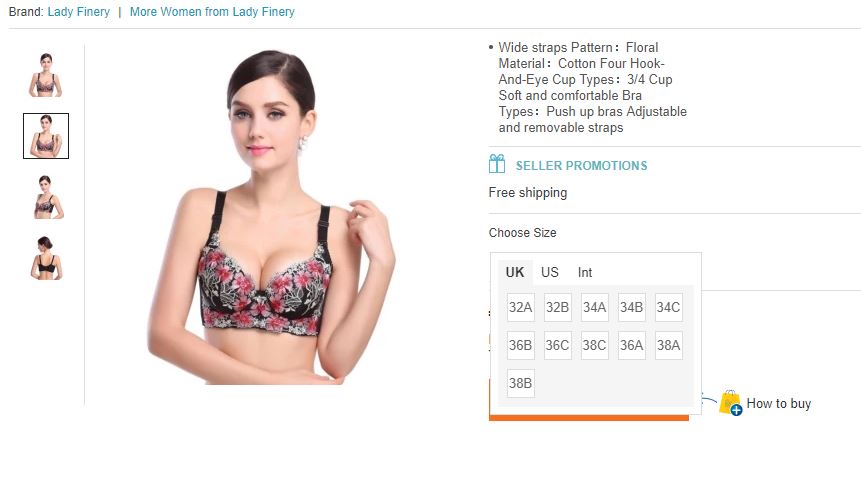 Brand: Lady Finery | More Women from Lady Finery
• Wide straps Pattern：Floral
Material：Cotton Four Hook-
And-Eye Cup Types：3/4 Cup
Soft and comfortable Bra
Types：Push up bras Adjustable
and removable straps
SELLER PROMOTIONS
Free shipping
Choose Size
UK US Int
32A 32B 34A 34B 34C
36B 36C 38C 36A 38A
38B
How to buy